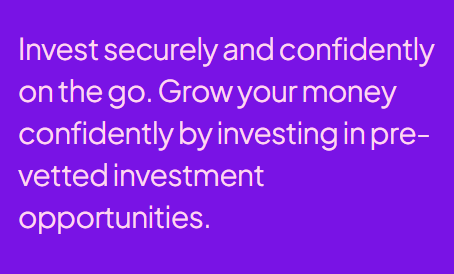 Invest securely and confidently
on the go. Grow your money
confidently by investing in pre-
vetted investment
opportunities.